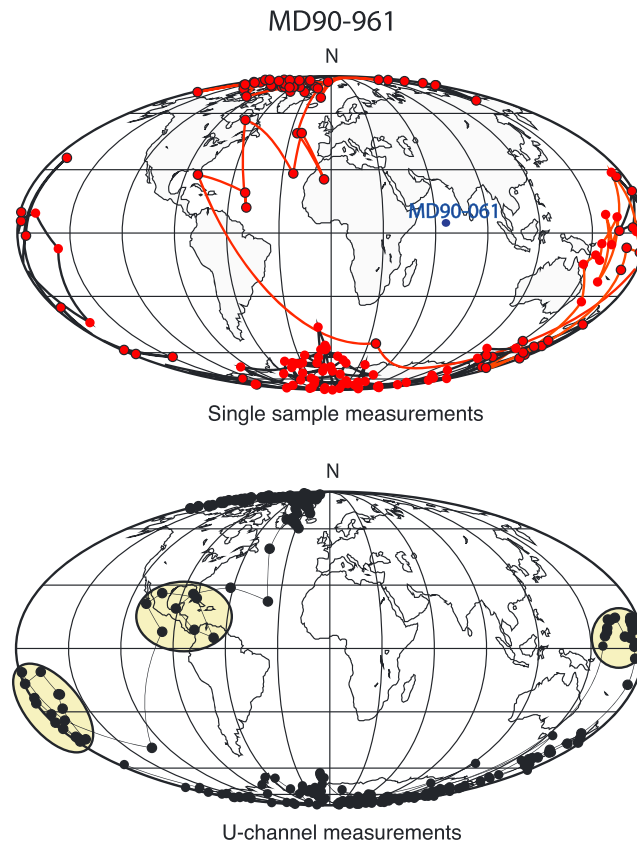 MD90-961
N
MD90-061
Single sample measurements
N
U-channel measurements